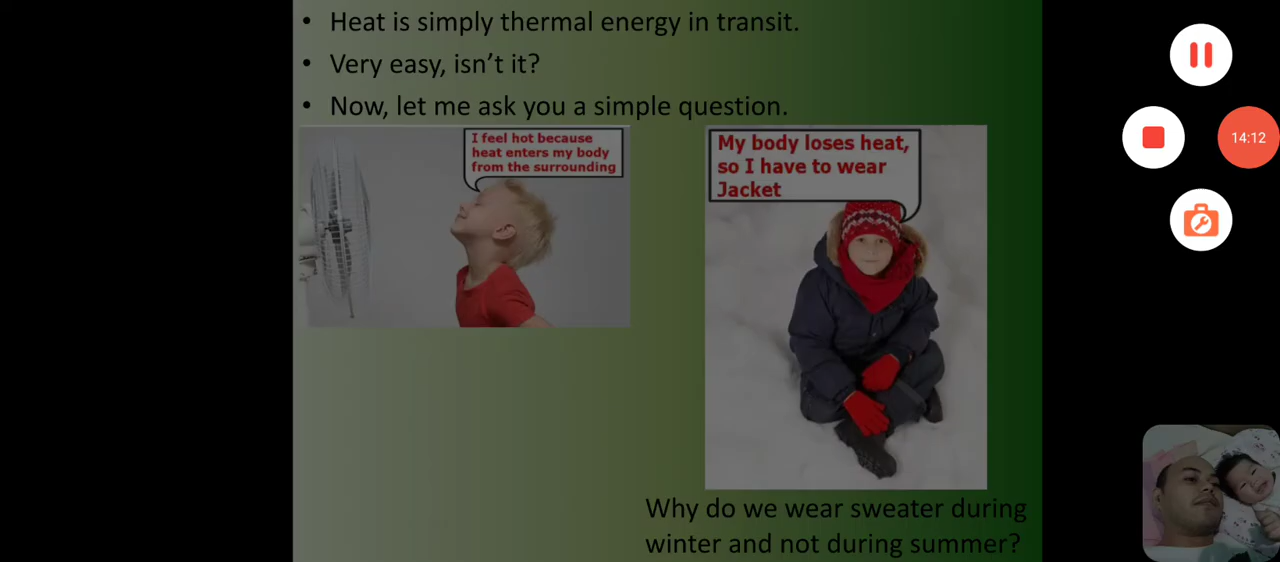 • Heat is simply thermal energy in transit.
• Very easy, isn’t it?
• Now, let me ask you a simple question.
I feel hot because
heat enters my body
from the surrounding
My body loses heat,
so I have to wear
Jacket
Why do we wear sweater during
winter and not during summer?
14:12